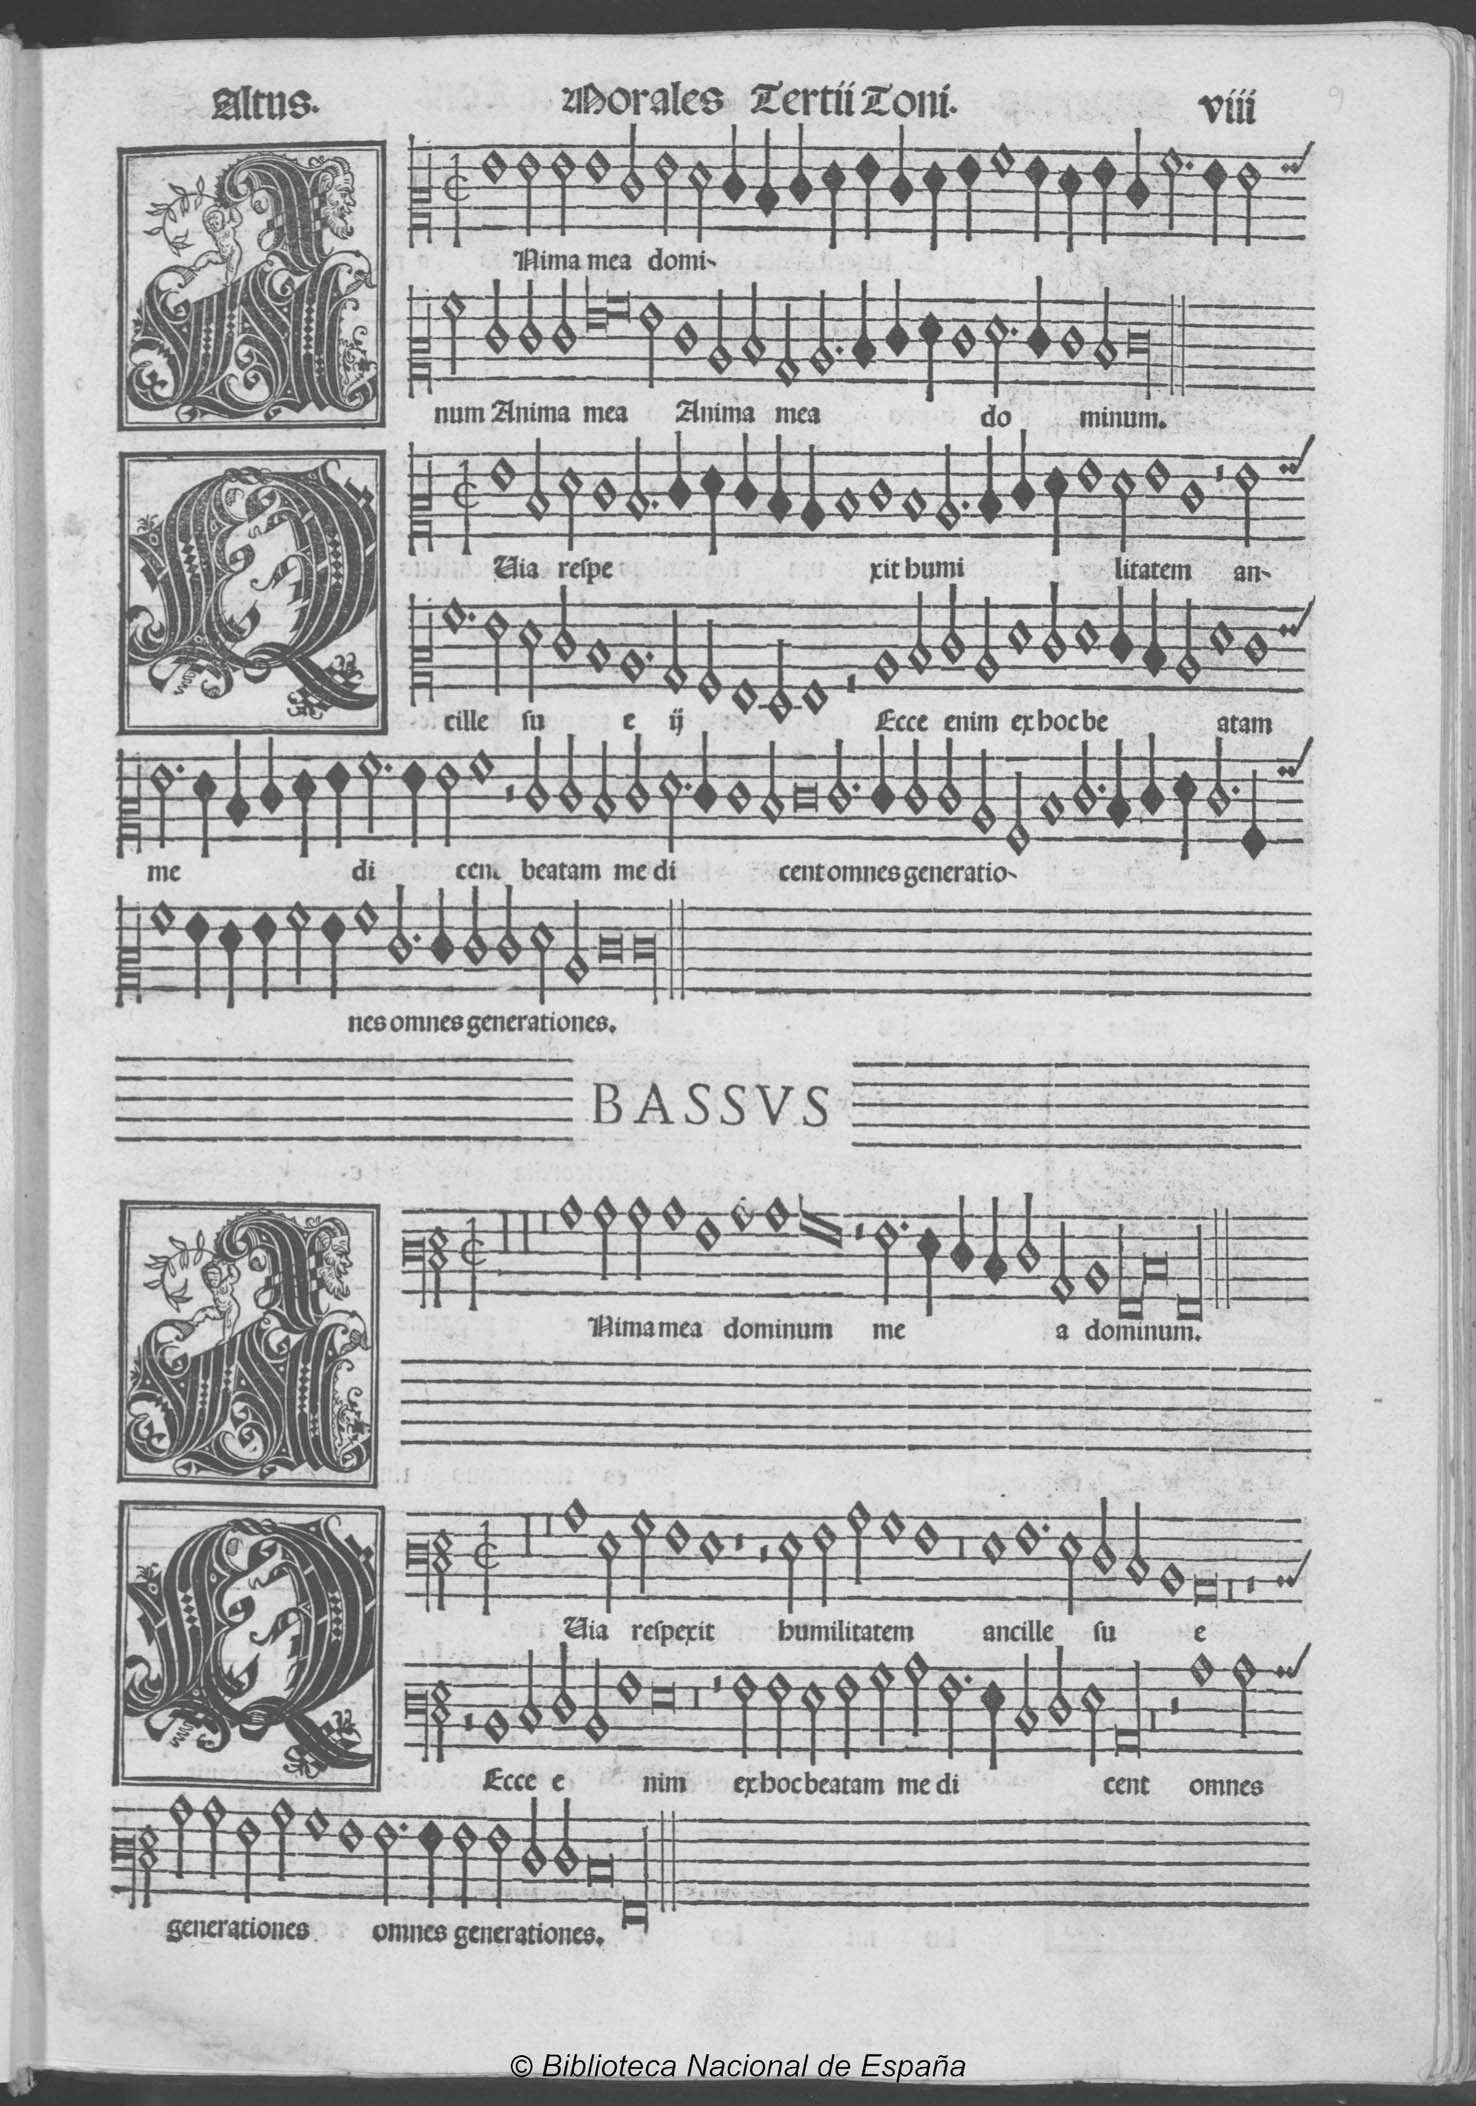 Altus. Morales Tertii Toni. viii 9
A Nima mea domi-
num Anima mea Anima mea do minum.
Q Uia respe xit humi litatem an-
cille su e ij Ecce enim ex hoc be atam
me di cent beatam me di cent omnes generatio-
nes omnes generationes.
BASSVS
A Nima mea dominum me a dominum.
Q Uia respexit humilitatem ancille su e
Ecce e nim ex hoc beatam me di cent omnes
generationes omnes generationes.
© Biblioteca Nacional de España